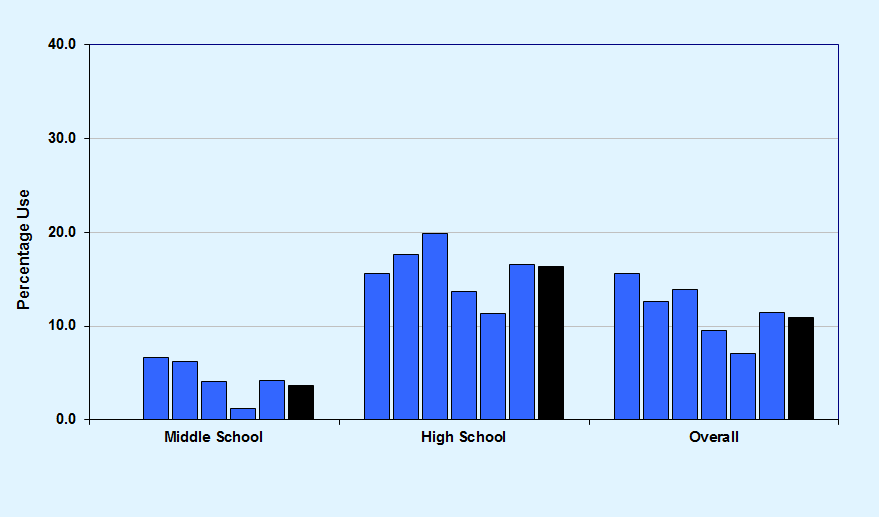 40.0
30.0
20.0
10.0
0.0
Percentage Use
Middle School
High School
Overall